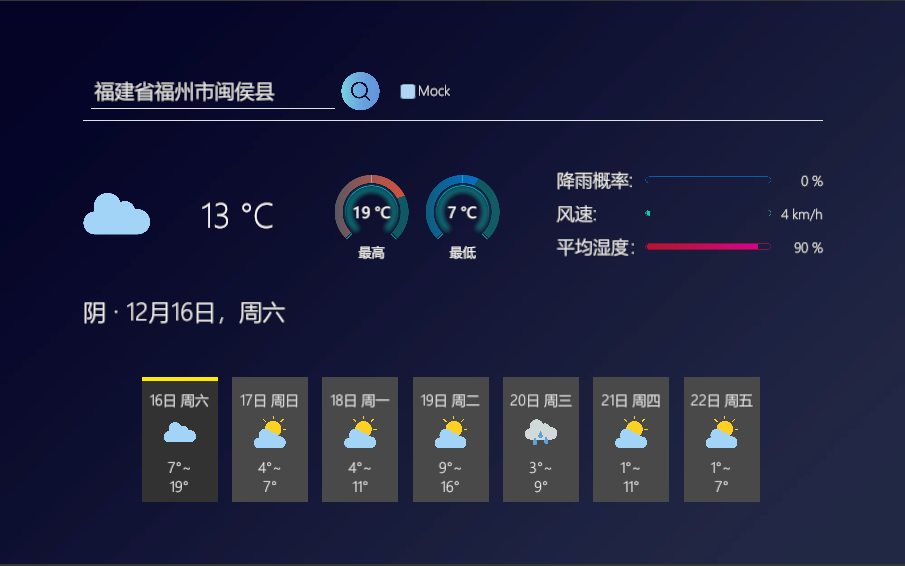 福建省福州市闽侯县
Mock
13 °C
19 °C
最高
7 °C
最低
降雨概率: 0 %
风速: 4 km/h
平均湿度: 90 %
阴 · 12月16日，周六
16日 周六
7°~
19°
17日 周日
4°~
7°
18日 周一
4°~
11°
19日 周二
9°~
16°
20日 周三
3°~
9°
21日 周四
1°~
11°
22日 周五
1°~
7°